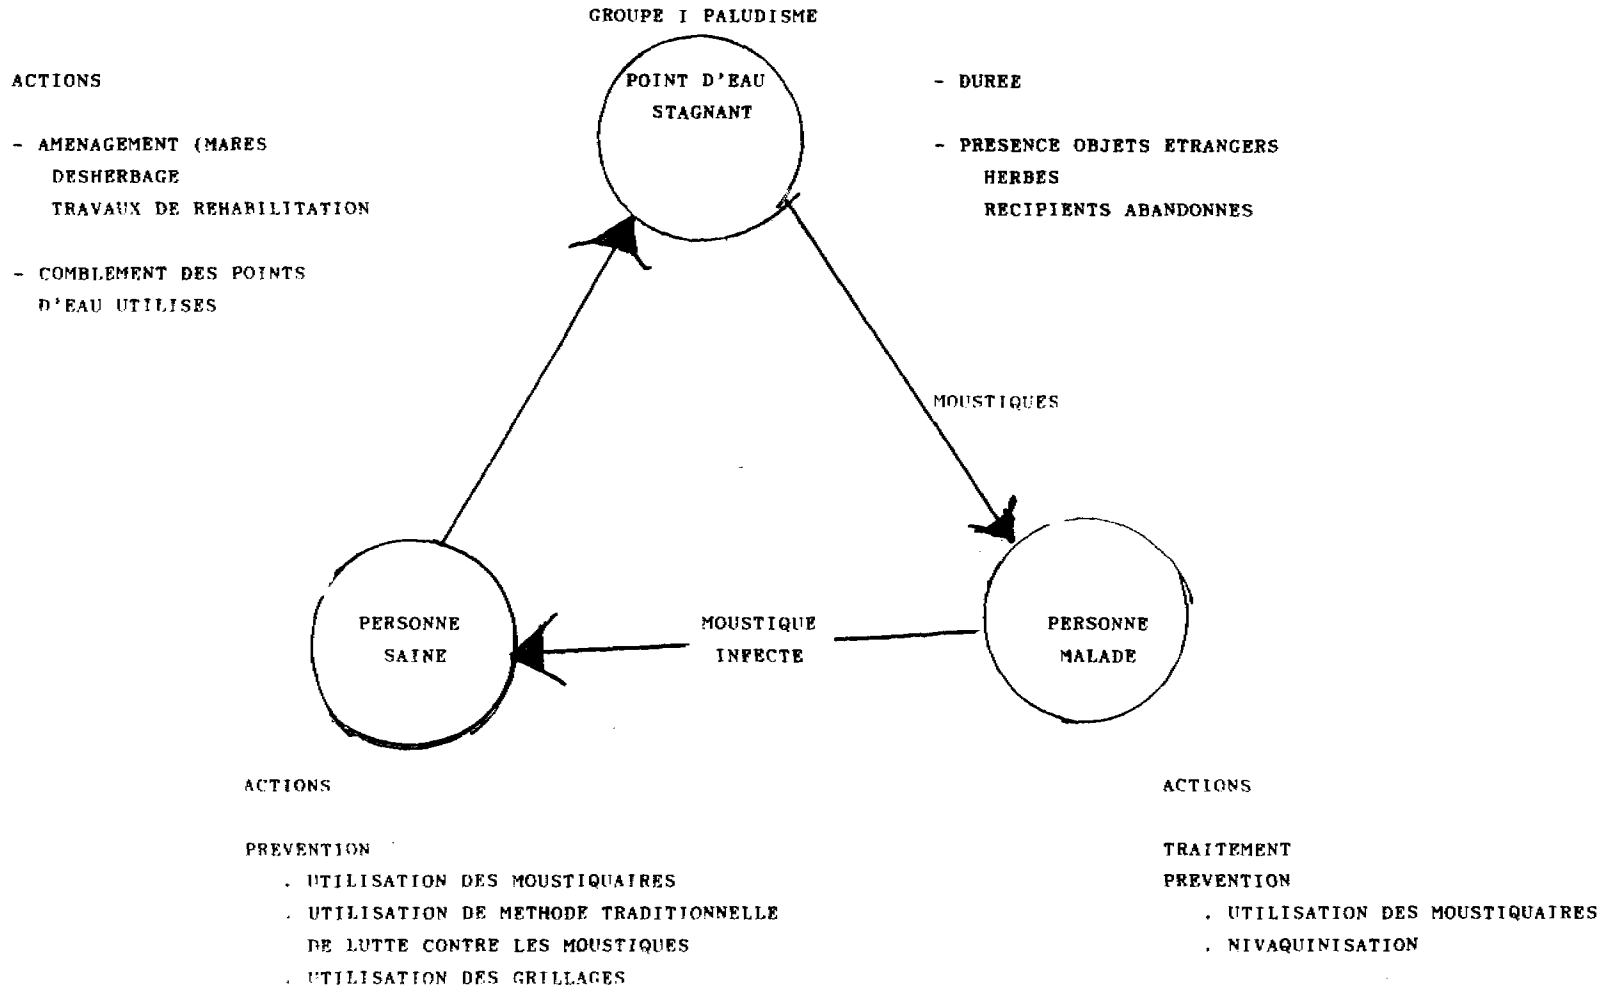 GROUPE I PALUDISME
POINT D'EAU
STAGNANT
ACTIONS
- AMENAGEMENT (MARES
DESHERBAGE
TRAVAUX DE REHABILITATION
- COMBLEMENT DES POINTS
D'EAU UTILISES
- DUREE
- PRESENCE OBJETS ETRANGERS
HERBES
RECIPIENTS ABANDONNES
MOUSTIQUES
PERSONNE
SAINE
MOUSTIQUE
INFECTE
PERSONNE
MALADE
ACTIONS
PREVENTION
. UTILISATION DES MOUSTIQUAIRES
. UTILISATION DE METHODE TRADITIONNELLE
DE LUTTE CONTRE LES MOUSTIQUES
. UTILISATION DES GRILLAGES
ACTIONS
TRAITEMENT
PREVENTION
. UTILISATION DES MOUSTIQUAIRES
. NIVAQUINISATION